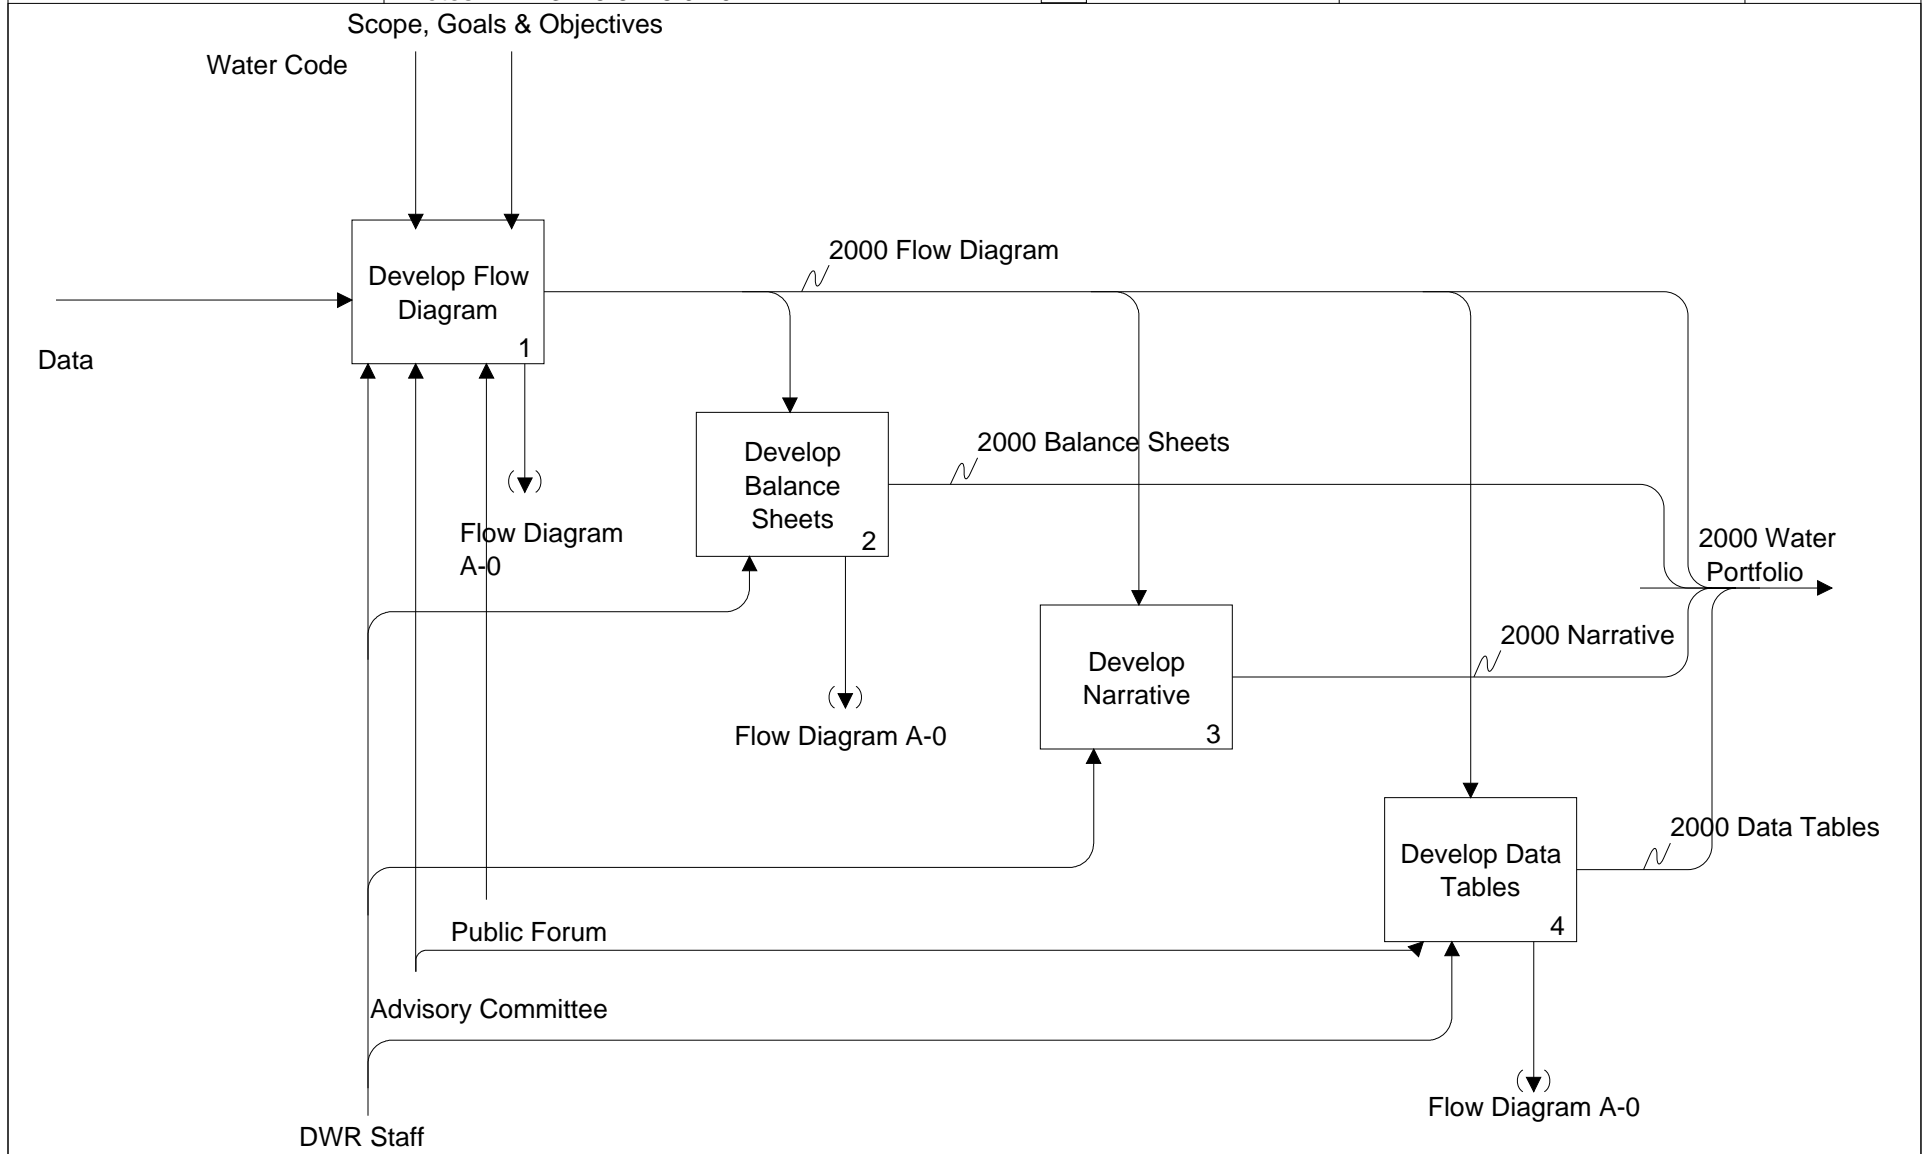 Scope, Goals & Objectives
Water Code
2000 Flow Diagram
Develop Flow
Diagram
1
Data
2000 Balance Sheets
Develop
Balance
Sheets
2
Flow Diagram
A-0
2000 Water
Portfolio
2000 Narrative
Develop
Narrative
3
Flow Diagram A-0
2000 Data Tables
Develop Data
Tables
4
Public Forum
Advisory Committee
Flow Diagram A-0
DWR Staff